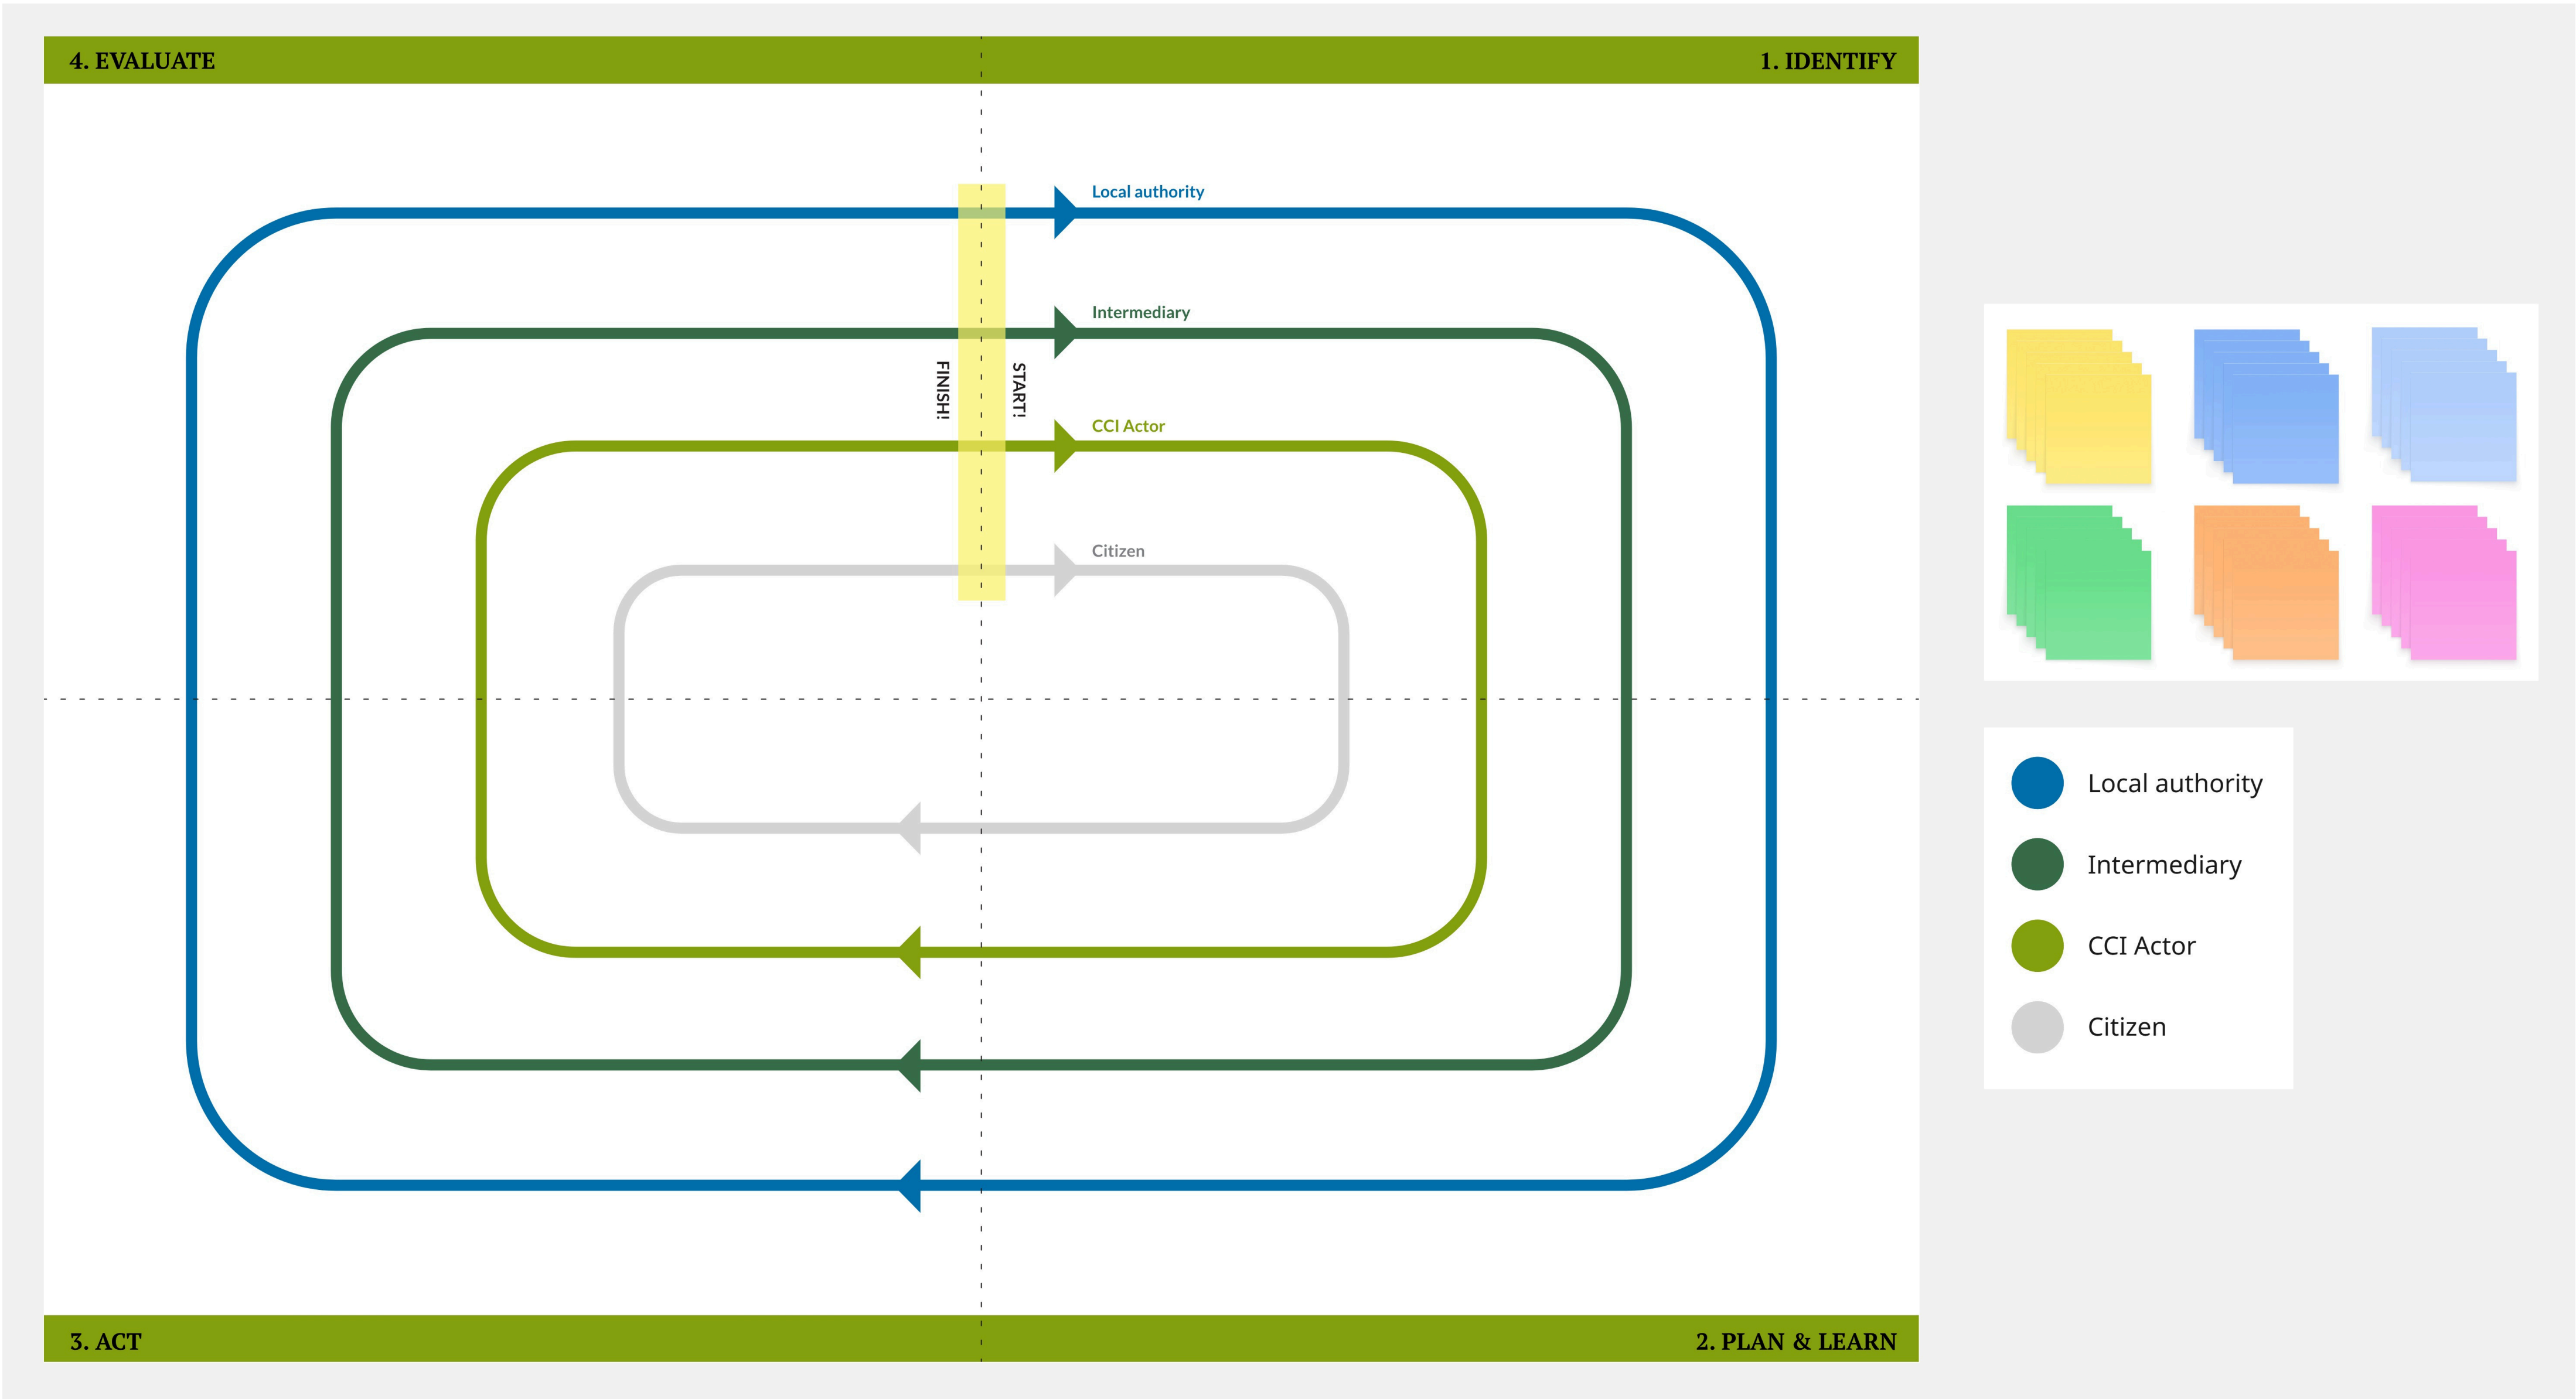 4. EVALUATE
1. IDENTIFY
Local authority
Intermediary
FINISH!
START!
CCI Actor
Citizen
Local authority
Intermediary
CCI Actor
Citizen
3. ACT
2. PLAN & LEARN